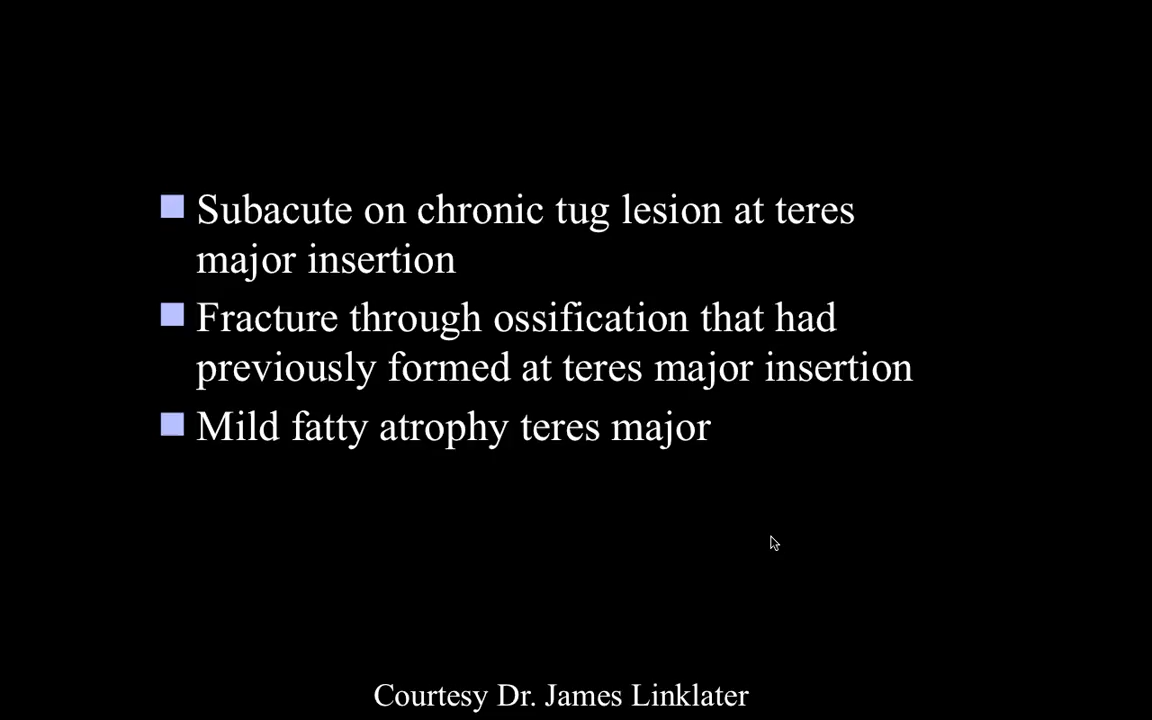 Subacute on chronic tug lesion at teres
major insertion
Fracture through ossification that had
previously formed at teres major insertion
Mild fatty atrophy teres major
Courtesy Dr. James Linklater